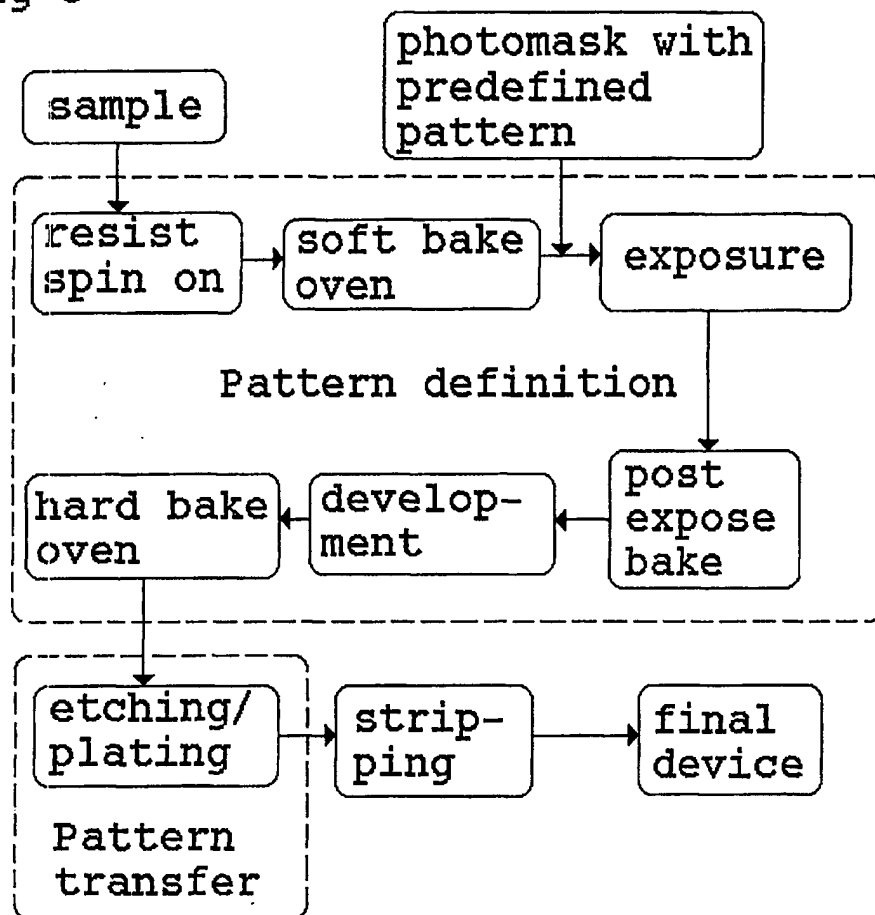 sample
photomask with
predefined
pattern
resist
spin on
soft bake
oven
exposure
Pattern definition
hard bake
oven
develop-
ment
post
expose
bake
etching/
plating
strip-
ping
final
device
Pattern
transfer